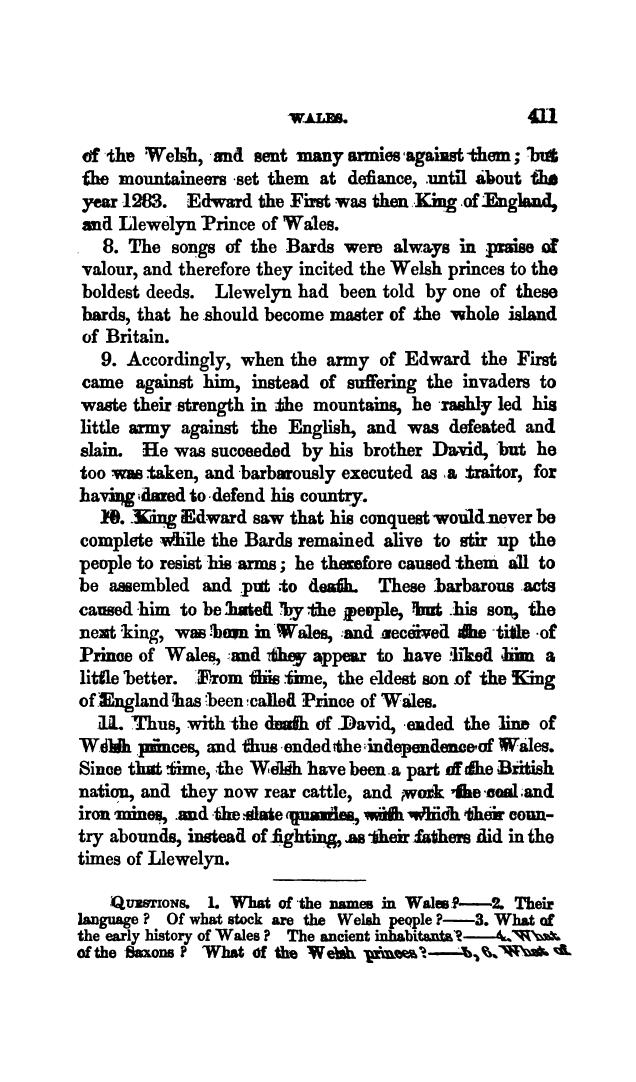 WALES. 411
of the Welsh, and sent many armies against them; but
the mountaineers set them at defiance, until about the
year 1283. Edward the First was then King of England,
and Llewelyn Prince of Wales.
8. The songs of the Bards were always in praise of
valour, and therefore they incited the Welsh princes to the
boldest deeds. Llewelyn had been told by one of these
bards, that he should become master of the whole island
of Britain.
9. Accordingly, when the army of Edward the First
came against him, instead of suffering the invaders to
waste their strength in the mountains, he rashly led his
little army against the English, and was defeated and
slain. He was succeeded by his brother David, but he
too was taken, and barbarously executed as a traitor, for
having dared to defend his country.
10. King Edward saw that his conquest would never be
complete while the Bards remained alive to stir up the
people to resist his arms; he therefore caused them all to
be assembled and put to death. These barbarous acts
caused him to be hated by the people, but his son, the
next king, was born in Wales, and received the title of
Prince of Wales, and they appear to have liked him a
little better. From this time, the eldest son of the King
of England has been called Prince of Wales.
11. Thus, with the death of David, ended the line of
Welsh princes, and thus ended the independence of Wales.
Since that time, the Welsh have been a part of the British
nation, and they now rear cattle, and work the coal and
iron mines, and the slate quarries, with which their coun-
try abounds, instead of fighting, as their fathers did in the
times of Llewelyn.
QUESTIONS. 1. What of the names in Wales?—2. Their
language? Of what stock are the Welsh people?—3. What of
the early history of Wales? The ancient inhabitants?—4. What
of the Saxons? What of the Welsh princes?—5, 6. What of